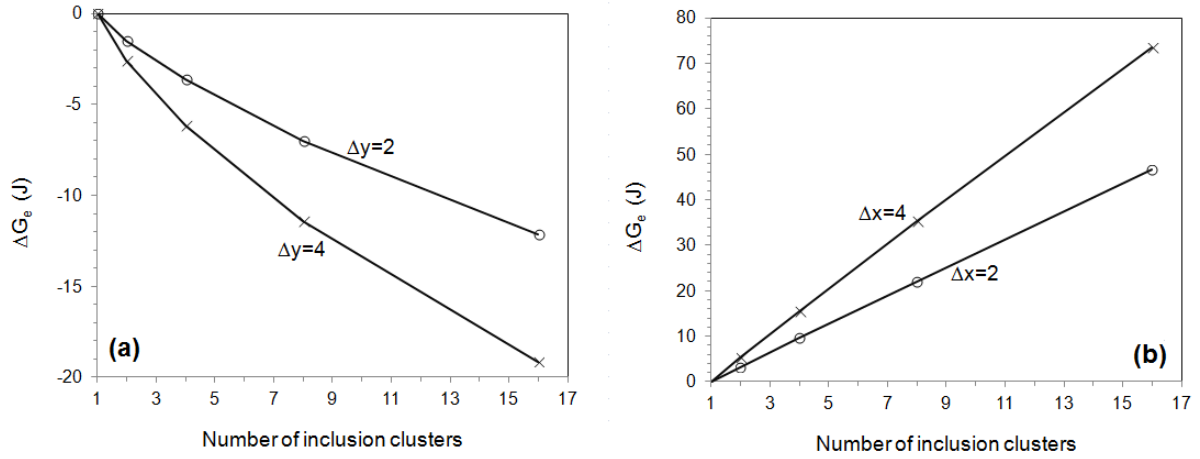 0
-5
-10
-15
-20
ΔGₑ (J)
Δy=2
Δy=4
(a)
1 3 5 7 9 11 13 15 17
Number of inclusion clusters
80
70
60
50
40
30
20
10
0
ΔGₑ (J)
Δx=4
Δx=2
(b)
1 3 5 7 9 11 13 15 17
Number of inclusion clusters